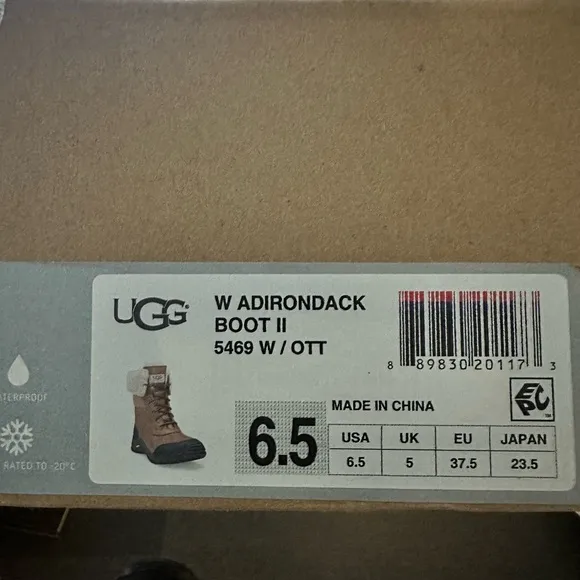 UGG
W ADIRONDACK
BOOT II
5469 W / OTT
8 89830 20117 3
TERPROOF
RATED TO -20°C
6.5
MADE IN CHINA
EPC™
USA UK EU JAPAN
6.5 5 37.5 23.5